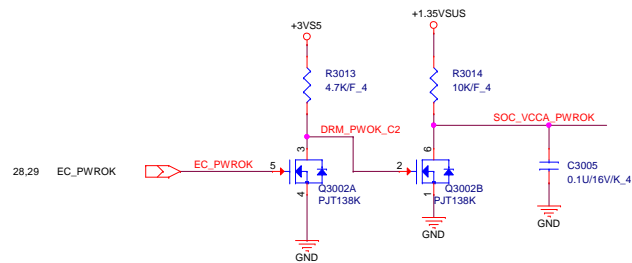 +3VS5
+1.35VSUS
R3013
4.7K/F_4
R3014
10K/F_4
DRM_PWOK_C2
SOC_VCCA_PWROK
28,29 EC_PWROK
EC_PWROK
5
3
4
Q3002A
PJT138K
2
6
1
Q3002B
PJT138K
C3005
0.1U/16V/K_4
GND
GND
GND